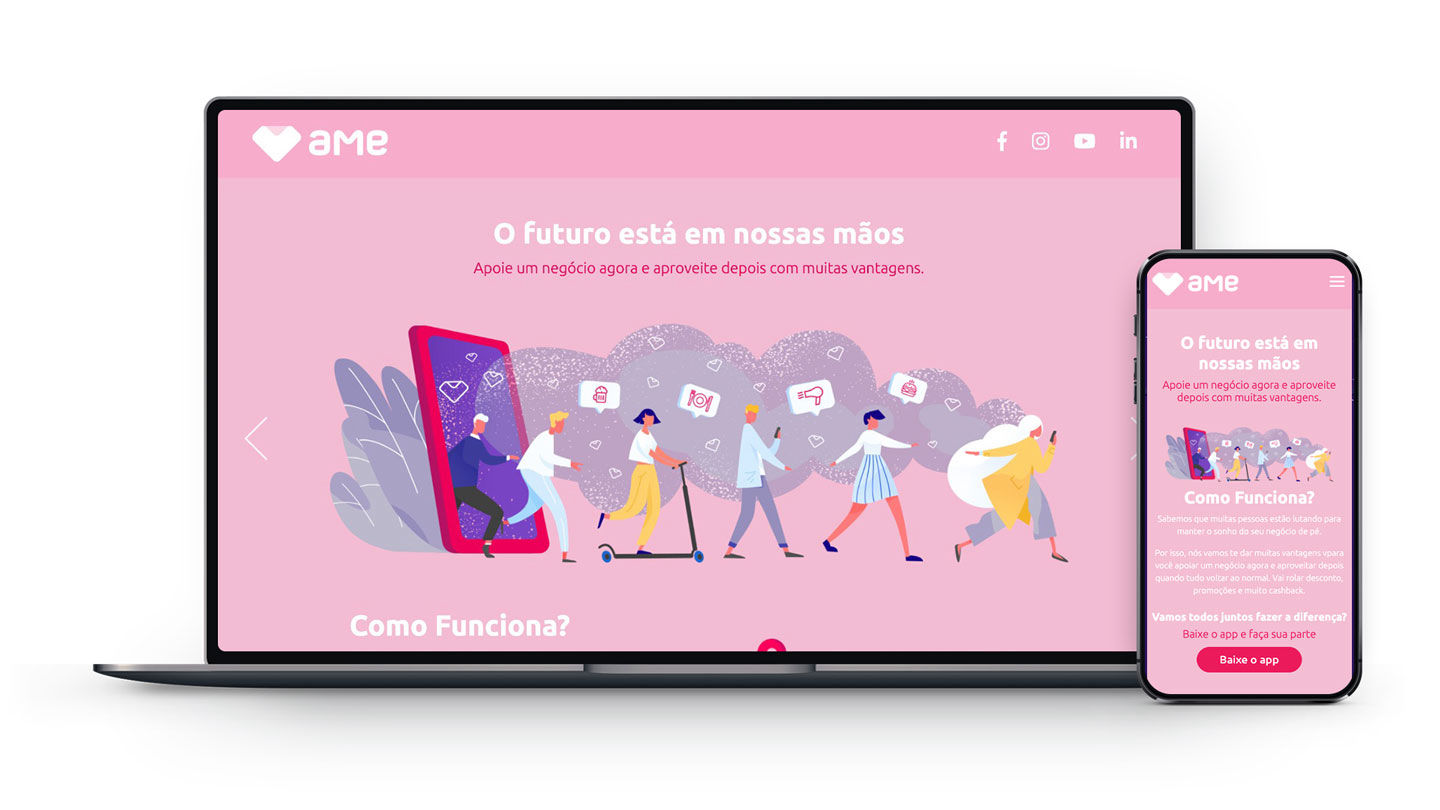 aMe
O futuro está em nossas mãos
Apoie um negócio agora e aproveite depois com muitas vantagens.
Como Funciona?
aMe
O futuro está em
nossas mãos
Apoie um negócio agora e aproveite
depois com muitas vantagens.
Como Funciona?
Sabemos que muitas pessoas estão lutando para
manter o sonho do seu negócio de pé.
Por isso, nós vamos te dar muitas vantagens vpara
você apoiar um negócio agora e aproveitar depois
quando tudo voltar ao normal. Vai rolar desconto,
promoções e muito cashback.
Vamos todos juntos fazer a diferença?
Baixe o app e faça sua parte
Baixe o app